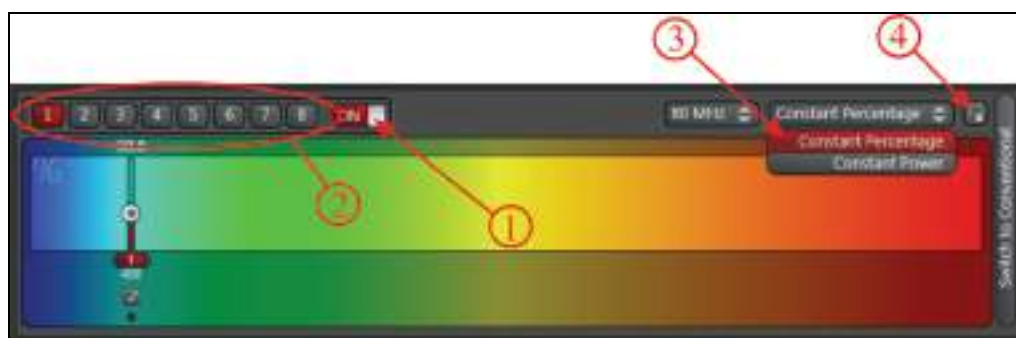 3 4
1 2 3 4 5 6 7 8 ON 80 MHz Constant Percentage
Constant Percentage
Constant Power
2 1
1
Switch to Conventional